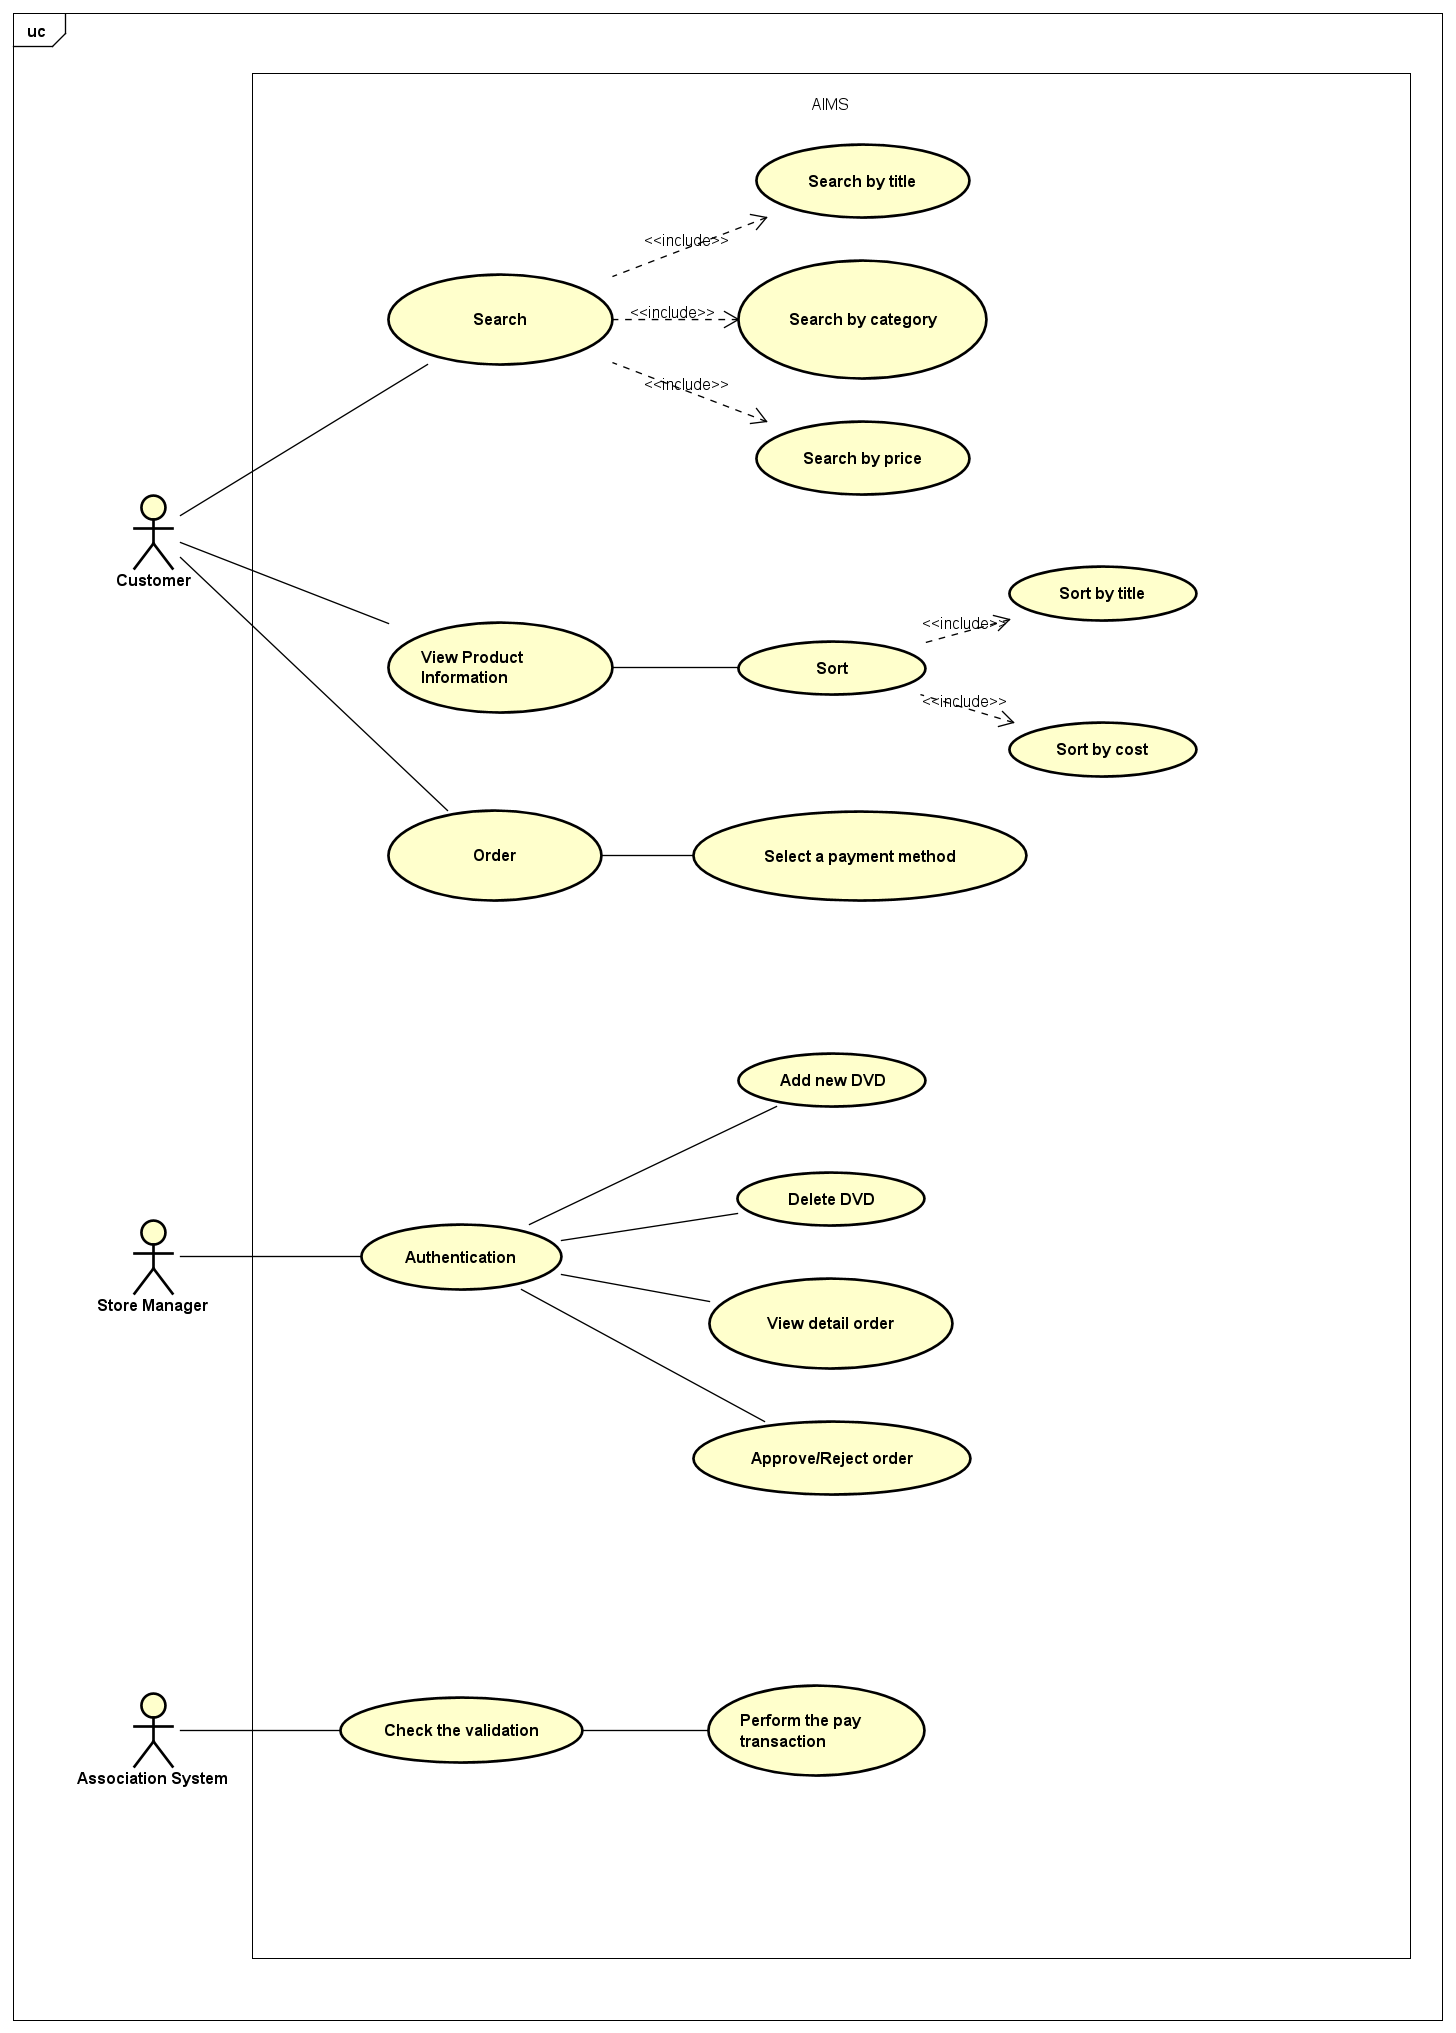 uc
AIMS
Search by title
<<include>>
Search
<<include>>
Search by category
<<include>>
Search by price
Customer
Sort by title
<<include>>
View Product
Information
Sort
<<include>>
Sort by cost
Order
Select a payment method
Add new DVD
Delete DVD
Authentication
Store Manager
View detail order
Approve/Reject order
Check the validation
Perform the pay
transaction
Association System